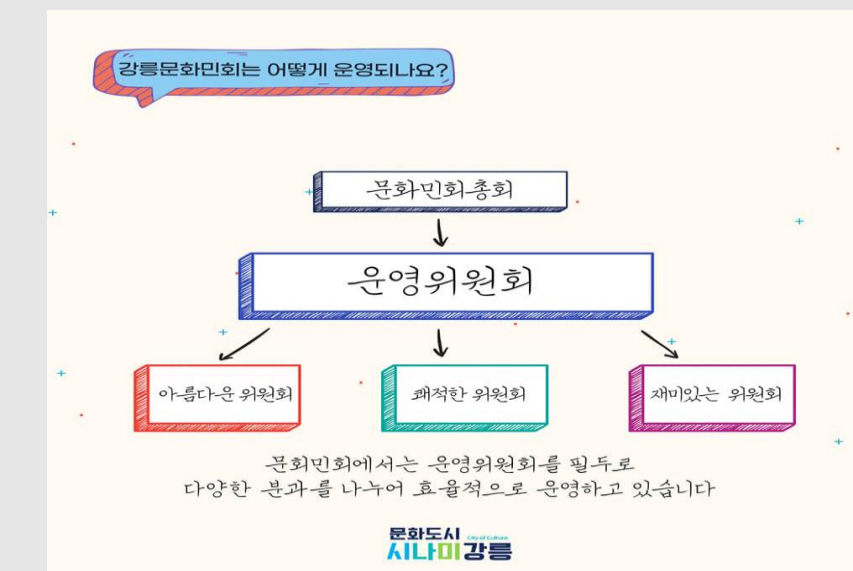 강릉문화민회는 어떻게 운영되나요?
문화민회총회
운영위원회
아름다운 위원회
쾌적한 위원회
재미있는 위원회
문회민회에서는 운영위원회를 필두로
다양한 분과를 나누어 효율적으로 운영하고 있습니다
문화도시 City of Culture
시나미강릉